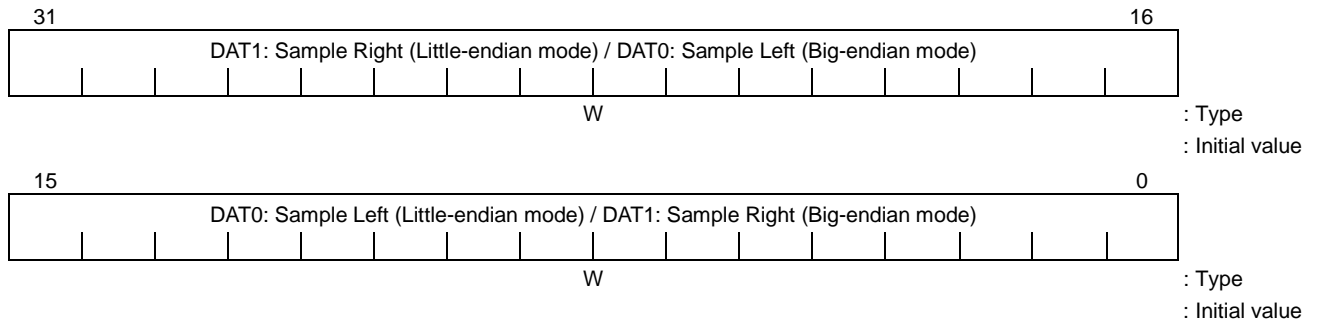 31 16
DAT1: Sample Right (Little-endian mode) / DAT0: Sample Left (Big-endian mode)
W : Type
: Initial value
15 0
DAT0: Sample Left (Little-endian mode) / DAT1: Sample Right (Big-endian mode)
W : Type
: Initial value